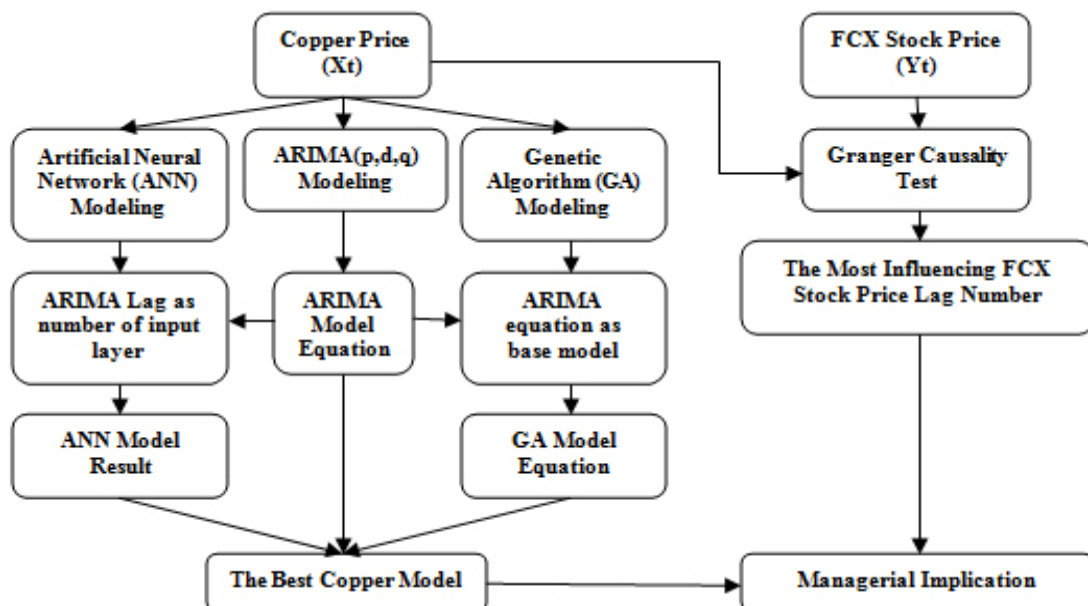 Copper Price
(Xt)
FCX Stock Price
(Yt)
Artificial Neural
Network (ANN)
Modeling
ARIMA(p,d,q)
Modeling
Genetic
Algorithm (GA)
Modeling
Granger Causality
Test
ARIMA Lag as
number of input
layer
ARIMA
Model
Equation
ARIMA
equation as
base model
The Most Influencing FCX
Stock Price Lag Number
ANN Model
Result
GA Model
Equation
The Best Copper Model
Managerial Implication